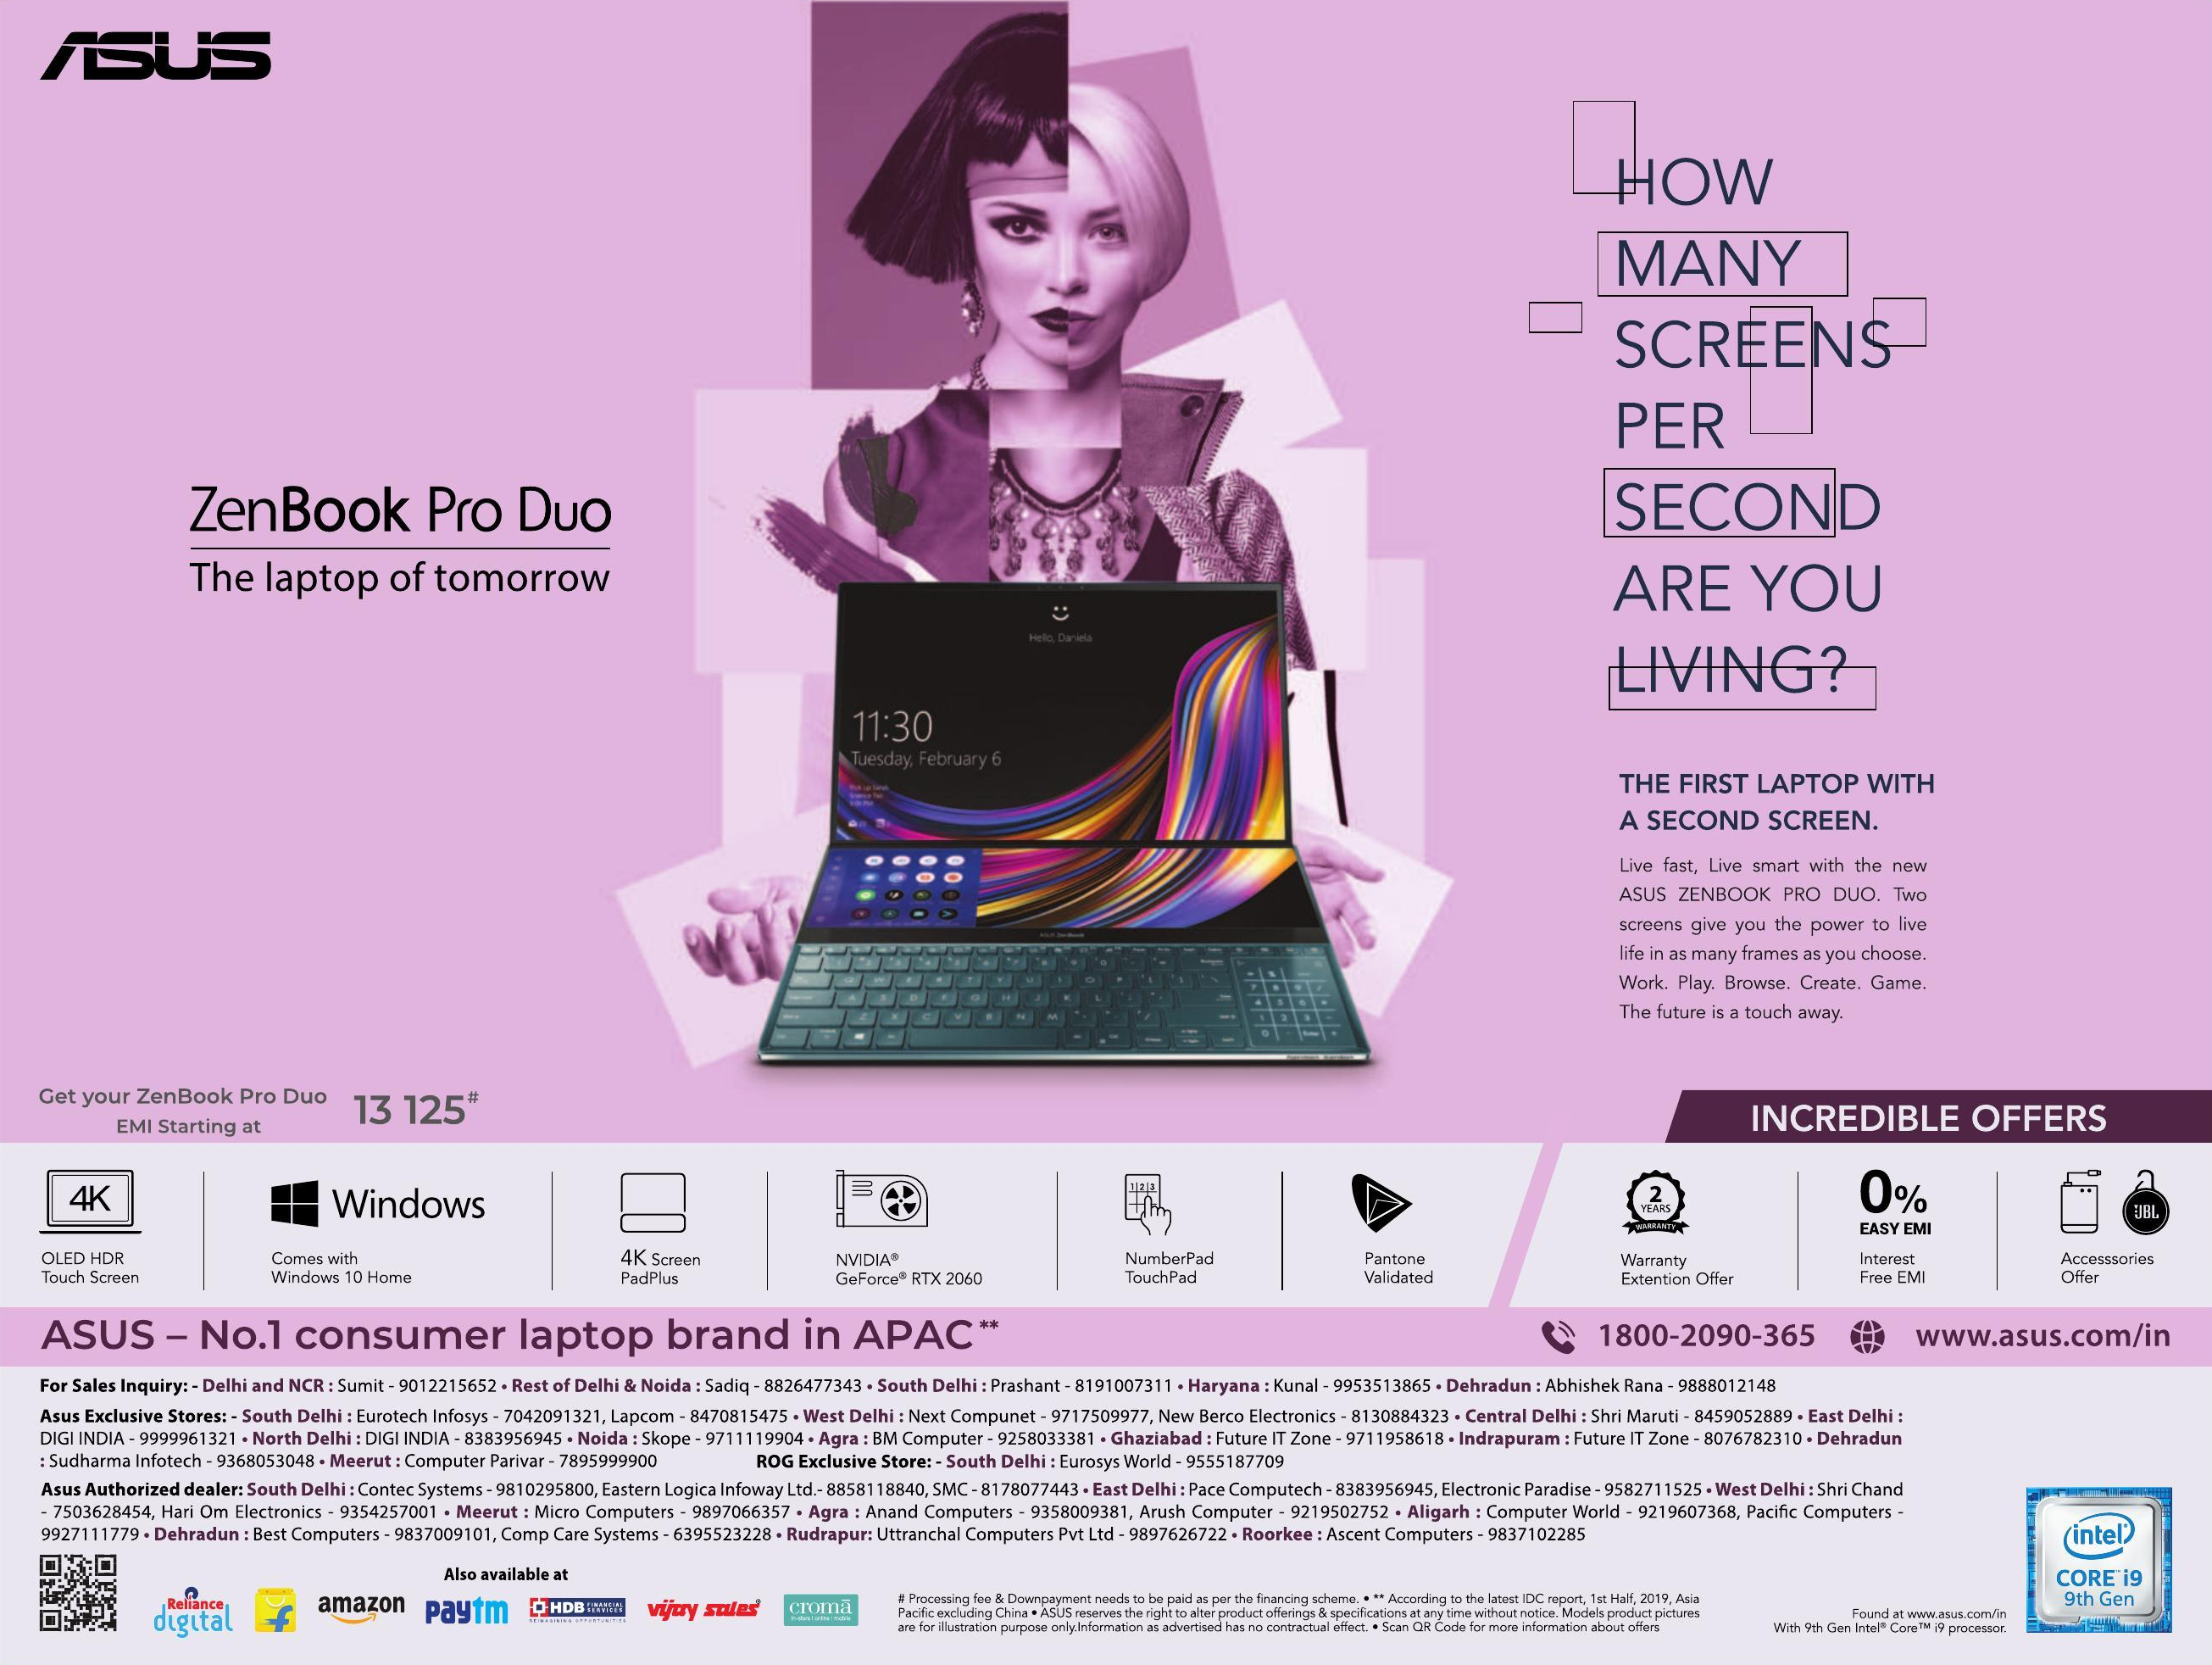 ASUS
HOW
MANY
SCREENS
PER
SECOND
ARE YOU
LIVING?
ZenBook Pro Duo
The laptop of tomorrow
Hello, Daniela
11:30
Tuesday, February 6
THE FIRST LAPTOP WITH
A SECOND SCREEN.
Live fast, Live smart with the new
ASUS ZENBOOK PRO DUO. Two
screens give you the power to live
life in as many frames as you choose.
Work. Play. Browse. Create. Game.
The future is a touch away.
Get your ZenBook Pro Duo
EMI Starting at
13 125#
INCREDIBLE OFFERS
4K
OLED HDR
Touch Screen
Windows
Comes with
Windows 10 Home
4K Screen
PadPlus
NVIDIA®
GeForce® RTX 2060
1 2 3
NumberPad
TouchPad
Pantone
Validated
2
YEARS
WARRANTY
Warranty
Extention Offer
0%
EASY EMI
Interest
Free EMI
JBL
Accesssories
Offer
ASUS – No.1 consumer laptop brand in APAC**
1800-2090-365
www.asus.com/in
For Sales Inquiry: - Delhi and NCR : Sumit - 9012215652 • Rest of Delhi & Noida : Sadiq - 8826477343 • South Delhi : Prashant - 8191007311 • Haryana : Kunal - 9953513865 • Dehradun : Abhishek Rana - 9888012148
Asus Exclusive Stores: - South Delhi : Eurotech Infosys - 7042091321, Lapcom - 8470815475 • West Delhi : Next Compunet - 9717509977, New Berco Electronics - 8130884323 • Central Delhi : Shri Maruti - 8459052889 • East Delhi :
DIGI INDIA - 9999961321 • North Delhi : DIGI INDIA - 8383956945 • Noida : Skope - 9711119904 • Agra : BM Computer - 9258033381 • Ghaziabad : Future IT Zone - 9711958618 • Indrapuram : Future IT Zone - 8076782310 • Dehradun
: Sudharma Infotech - 9368053048 • Meerut : Computer Parivar - 7895999900 ROG Exclusive Store: - South Delhi : Eurosys World - 9555187709
Asus Authorized dealer: South Delhi : Contec Systems - 9810295800, Eastern Logica Infoway Ltd.- 8858118840, SMC - 8178077443 • East Delhi : Pace Computech - 8383956945, Electronic Paradise - 9582711525 • West Delhi : Shri Chand
- 7503628454, Hari Om Electronics - 9354257001 • Meerut : Micro Computers - 9897066357 • Agra : Anand Computers - 9358009381, Arush Computer - 9219502752 • Aligarh : Computer World - 9219607368, Pacific Computers -
9927111779 • Dehradun : Best Computers - 9837009101, Comp Care Systems - 6395523228 • Rudrapur: Uttranchal Computers Pvt Ltd - 9897626722 • Roorkee : Ascent Computers - 9837102285
Also available at
Reliance
digital
amazon
paytm
HDB FINANCIAL SERVICES
vijay sales
cromā
# Processing fee & Downpayment needs to be paid as per the financing scheme. • ** According to the latest IDC report, 1st Half, 2019, Asia
Pacific excluding China • ASUS reserves the right to alter product offerings & specifications at any time without notice. Models product pictures
are for illustration purpose only.Information as advertised has no contractual effect. • Scan QR Code for more information about offers
Found at www.asus.com/in
With 9th Gen Intel® Core™ i9 processor.
intel
CORE i9
9th Gen